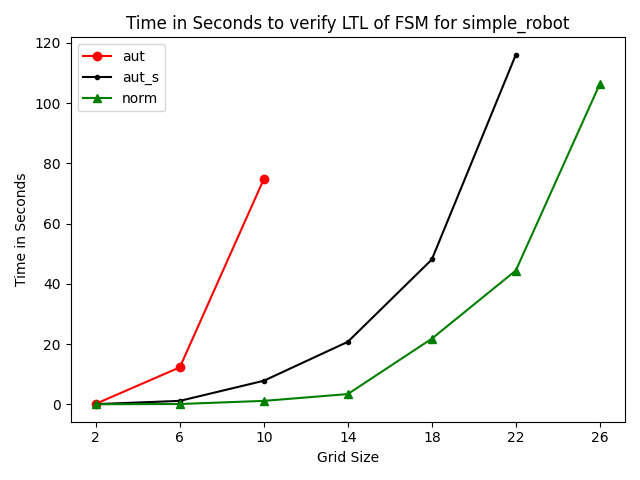 Time in Seconds to verify LTL of FSM for simple_robot
aut
aut_s
norm
Time in Seconds
120
100
80
60
40
20
0
2 6 10 14 18 22 26
Grid Size